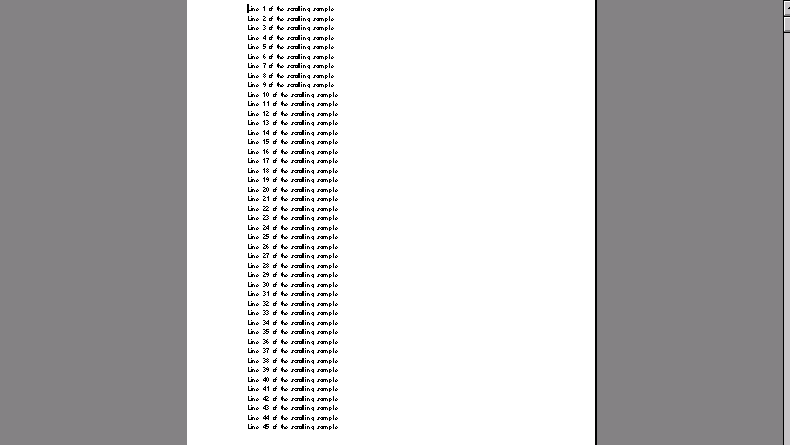 Line 1 of the scrolling sample
Line 2 of the scrolling sample
Line 3 of the scrolling sample
Line 4 of the scrolling sample
Line 5 of the scrolling sample
Line 6 of the scrolling sample
Line 7 of the scrolling sample
Line 8 of the scrolling sample
Line 9 of the scrolling sample
Line 10 of the scrolling sample
Line 11 of the scrolling sample
Line 12 of the scrolling sample
Line 13 of the scrolling sample
Line 14 of the scrolling sample
Line 15 of the scrolling sample
Line 16 of the scrolling sample
Line 17 of the scrolling sample
Line 18 of the scrolling sample
Line 19 of the scrolling sample
Line 20 of the scrolling sample
Line 21 of the scrolling sample
Line 22 of the scrolling sample
Line 23 of the scrolling sample
Line 24 of the scrolling sample
Line 25 of the scrolling sample
Line 26 of the scrolling sample
Line 27 of the scrolling sample
Line 28 of the scrolling sample
Line 29 of the scrolling sample
Line 30 of the scrolling sample
Line 31 of the scrolling sample
Line 32 of the scrolling sample
Line 33 of the scrolling sample
Line 34 of the scrolling sample
Line 35 of the scrolling sample
Line 36 of the scrolling sample
Line 37 of the scrolling sample
Line 38 of the scrolling sample
Line 39 of the scrolling sample
Line 40 of the scrolling sample
Line 41 of the scrolling sample
Line 42 of the scrolling sample
Line 43 of the scrolling sample
Line 44 of the scrolling sample
Line 45 of the scrolling sample